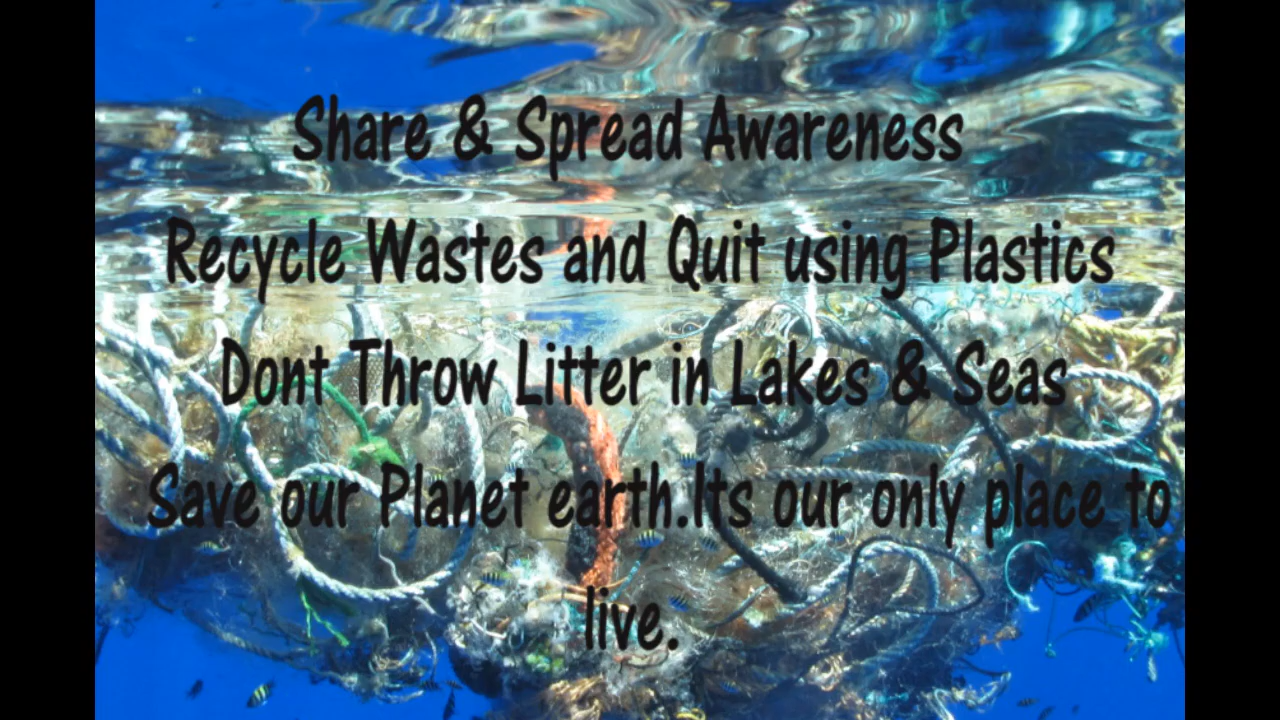 Share & Spread Awareness
Recycle Wastes and Quit using Plastics
Dont Throw Litter in Lakes & Seas
Save our Planet earth.Its our only place to
live.